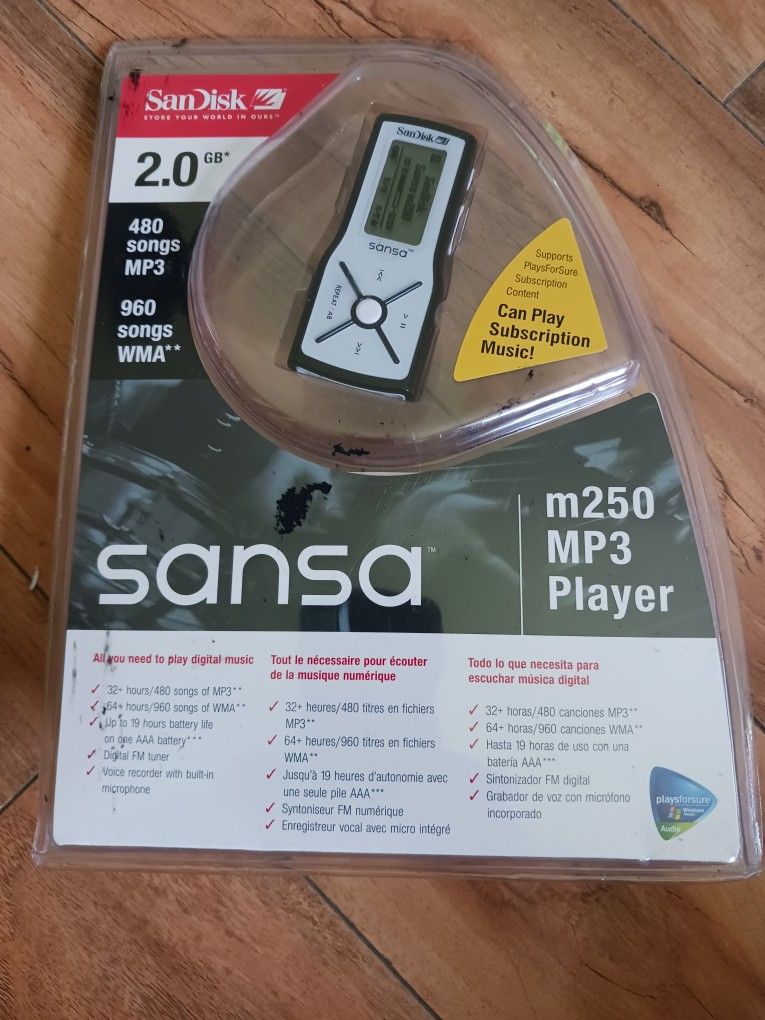 SanDisk
STORE YOUR WORLD IN OURS™
2.0 GB*
480
songs
MP3
960
songs
WMA**
SanDisk
sansa™
REPEAT / AB
Supports
PlaysForSure
Subscription
Content
Can Play
Subscription
Music!
sansa™
m250
MP3
Player
All you need to play digital music
✓ 32+ hours/480 songs of MP3**
✓ 64+ hours/960 songs of WMA**
✓ Up to 19 hours battery life
on one AAA battery***
✓ Digital FM tuner
✓ Voice recorder with built-in
microphone
Tout le nécessaire pour écouter
de la musique numérique
✓ 32+ heures/480 titres en fichiers
MP3**
✓ 64+ heures/960 titres en fichiers
WMA**
✓ Jusqu'à 19 heures d'autonomie avec
une seule pile AAA***
✓ Syntoniseur FM numérique
✓ Enregistreur vocal avec micro intégré
Todo lo que necesita para
escuchar música digital
✓ 32+ horas/480 canciones MP3**
✓ 64+ horas/960 canciones WMA**
✓ Hasta 19 horas de uso con una
batería AAA***
✓ Sintonizador FM digital
✓ Grabador de voz con micrófono
incorporado
playsforsure
Windows
Media
Audio